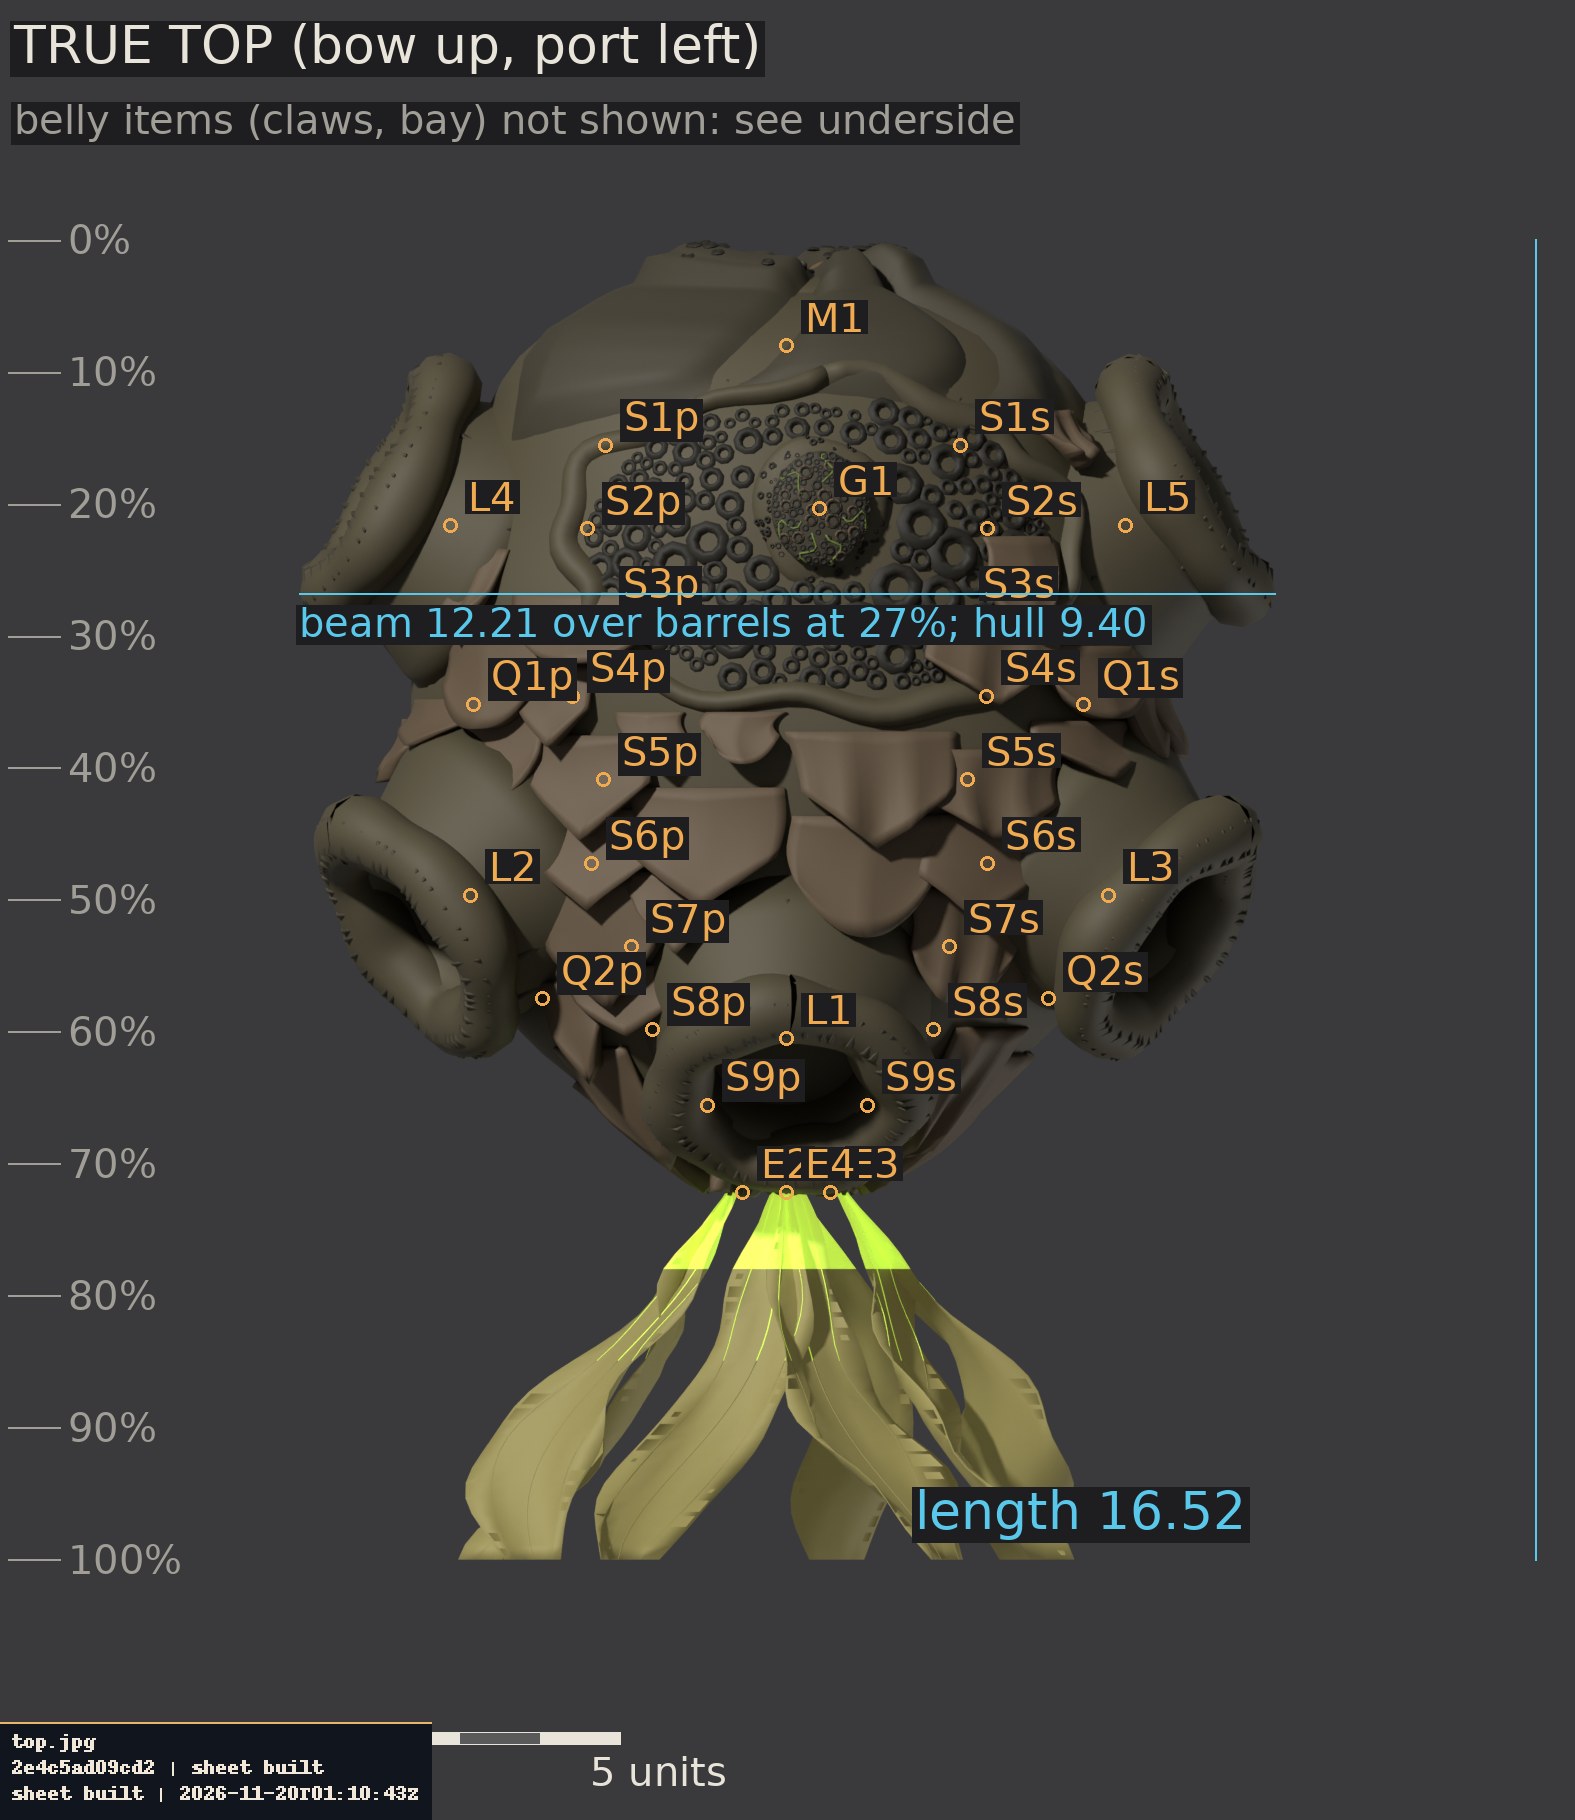 TRUE TOP (bow up, port left)
belly items (claws, bay) not shown: see underside
0%
M1
10%
S1p S1s
G1
L4 S2p S2s L5
20%
S3p S3s
beam 12.21 over barrels at 27%; hull 9.40
30%
Q1p S4p S4s Q1s
S5p S5s
40%
S6p S6s
L2 L3
50%
S7p S7s
Q2p Q2s
S8p L1 S8s
60%
S9p S9s
70%
E2 E4 E3
80%
90%
length 16.52
100%
5 units
top.jpg
2e4c5ad09cd2 | sheet built
sheet built | 2026-11-20T01:10:43Z